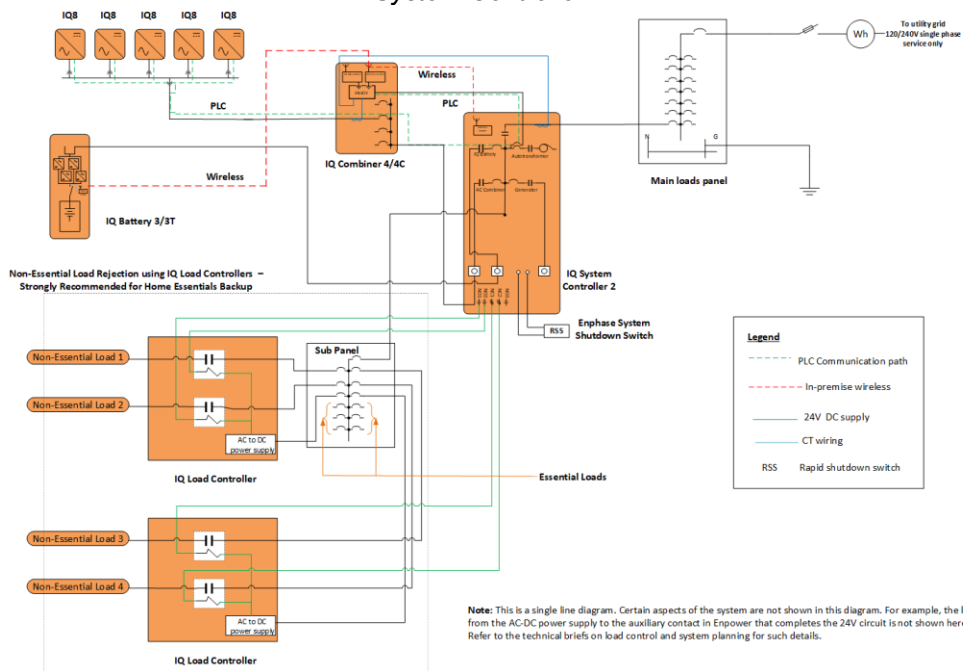 System Controller 2
IQ8 IQ8 IQ8 IQ8 IQ8
PLC
Wireless
IQ Battery 3/3T
Wireless
PLC
IQ Combiner 4/4C
IQ Battery
Autotransformer
AC Combiner
Generator
IQ System
Controller 2
N
G
Main loads panel
Wh
To utility grid
120/240V single phase
service only
Non-Essential Load Rejection using IQ Load Controllers –
Strongly Recommended for Home Essentials Backup
NO1
NC1
NC2
RSS
Enphase System
Shutdown Switch
Non-Essential Load 1
Non-Essential Load 2
AC to DC
power supply
IQ Load Controller
Sub Panel
Essential Loads
Non-Essential Load 3
Non-Essential Load 4
AC to DC
power supply
IQ Load Controller
Legend
PLC Communication path
In-premise wireless
24V DC supply
CT wiring
RSS Rapid shutdown switch
Note: This is a single line diagram. Certain aspects of the system are not shown in this diagram. For example, the l
from the AC-DC power supply to the auxiliary contact in Enpower that completes the 24V circuit is not shown here
Refer to the technical briefs on load control and system planning for such details.